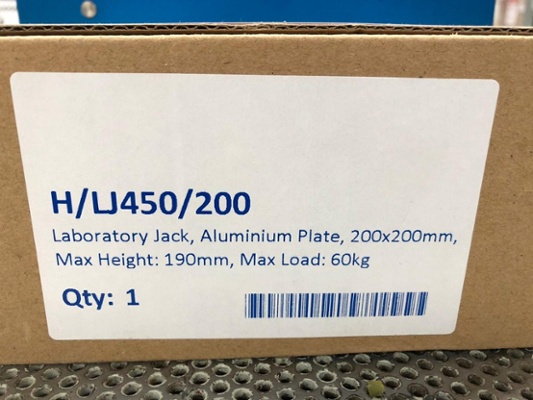 H/LJ450/200
Laboratory Jack, Aluminium Plate, 200x200mm,
Max Height: 190mm, Max Load: 60kg
Qty: 1